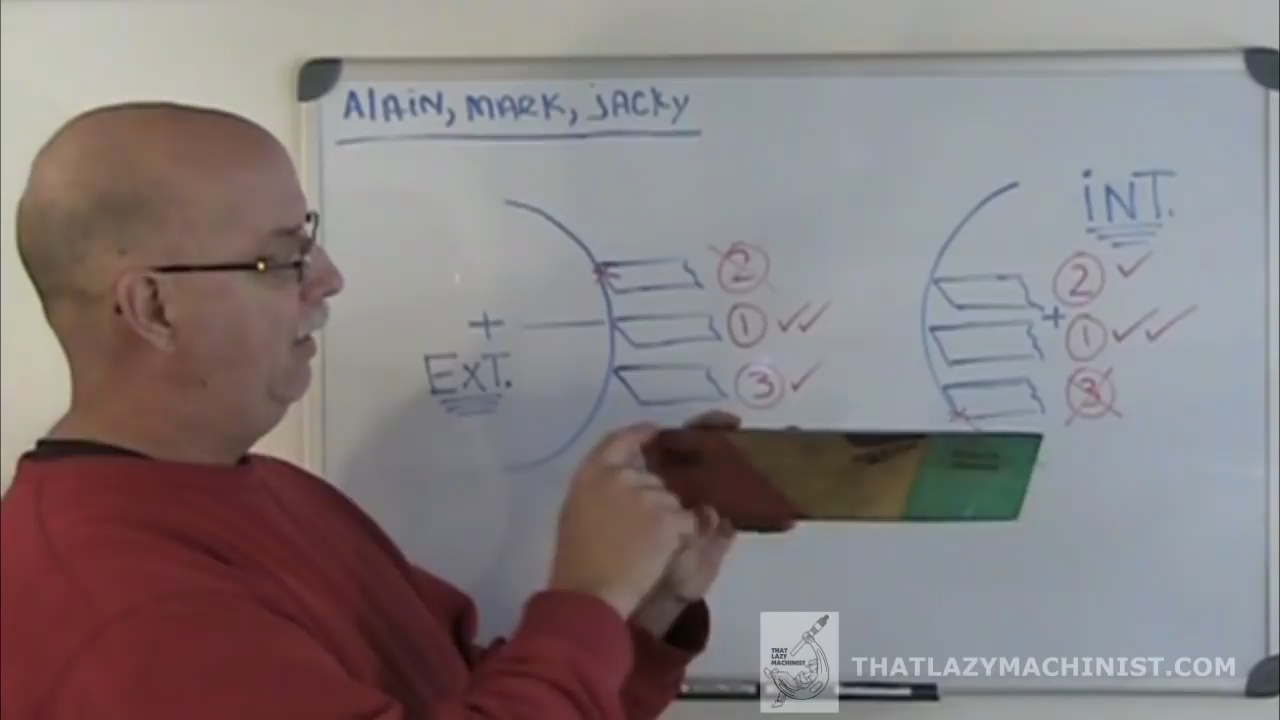 Alain, Mark, Jacky
iNT.
2
2
+
1
+
1
EXT.
3
3
THAT
LAZY
MACHINIST
THATLAZYMACHINIST.COM